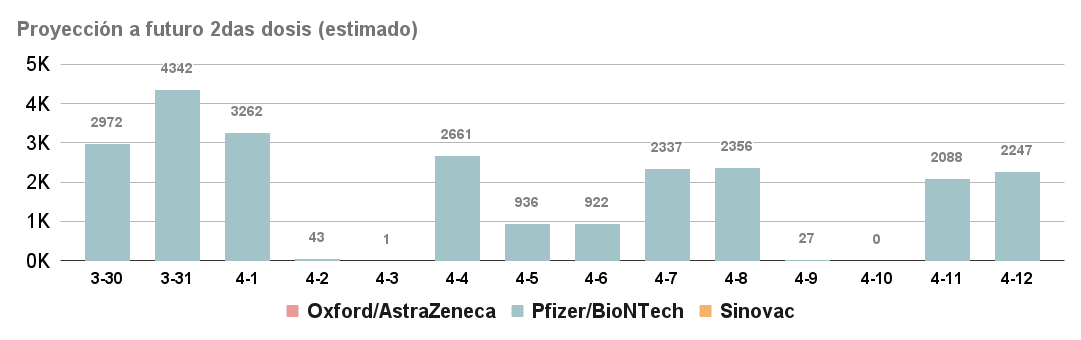 Proyección a futuro 2das dosis (estimado)
5K
4K
3K
2K
1K
0K
2972
4342
3262
43
1
2661
936
922
2337
2356
27
0
2088
2247
3-30 3-31 4-1 4-2 4-3 4-4 4-5 4-6 4-7 4-8 4-9 4-10 4-11 4-12
Oxford/AstraZeneca Pfizer/BioNTech Sinovac